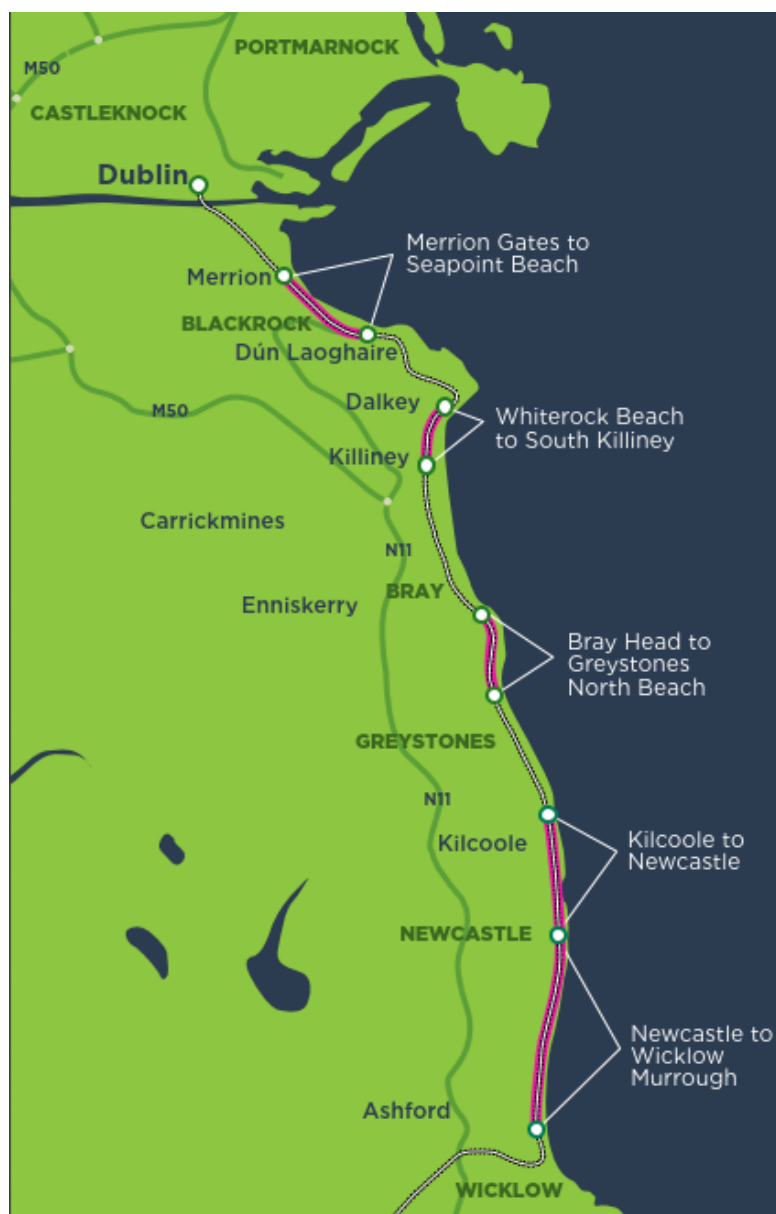 PORTMARNOCK
M50
CASTLEKNOCK
Dublin
Merrion Gates to
Seapoint Beach
Merrion
BLACKROCK
Dún Laoghaire
Dalkey
M50
Whiterock Beach
to South Killiney
Killiney
Carrickmines
N11
BRAY
Enniskerry
Bray Head to
Greystones
North Beach
GREYSTONES
N11
Kilcoole
Kilcoole to
Newcastle
NEWCASTLE
Newcastle to
Wicklow
Murrough
Ashford
WICKLOW